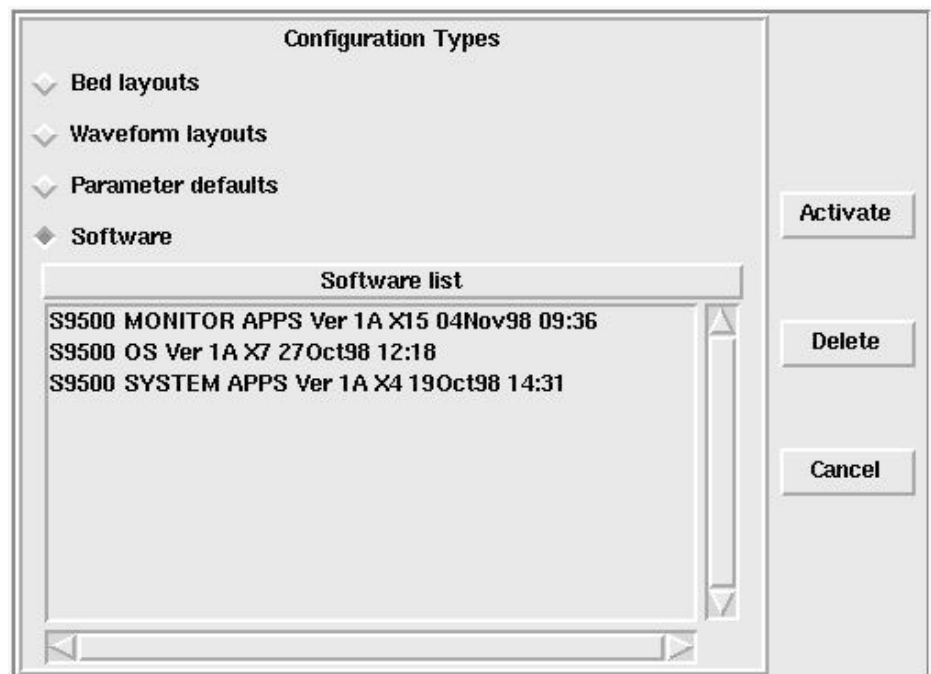 Configuration Types
Bed layouts
Waveform layouts
Parameter defaults
Software
Software list
S9500 MONITOR APPS Ver 1A X15 04Nov98 09:36
S9500 OS Ver 1A X7 27Oct98 12:18
S9500 SYSTEM APPS Ver 1A X4 19Oct98 14:31
Activate
Delete
Cancel